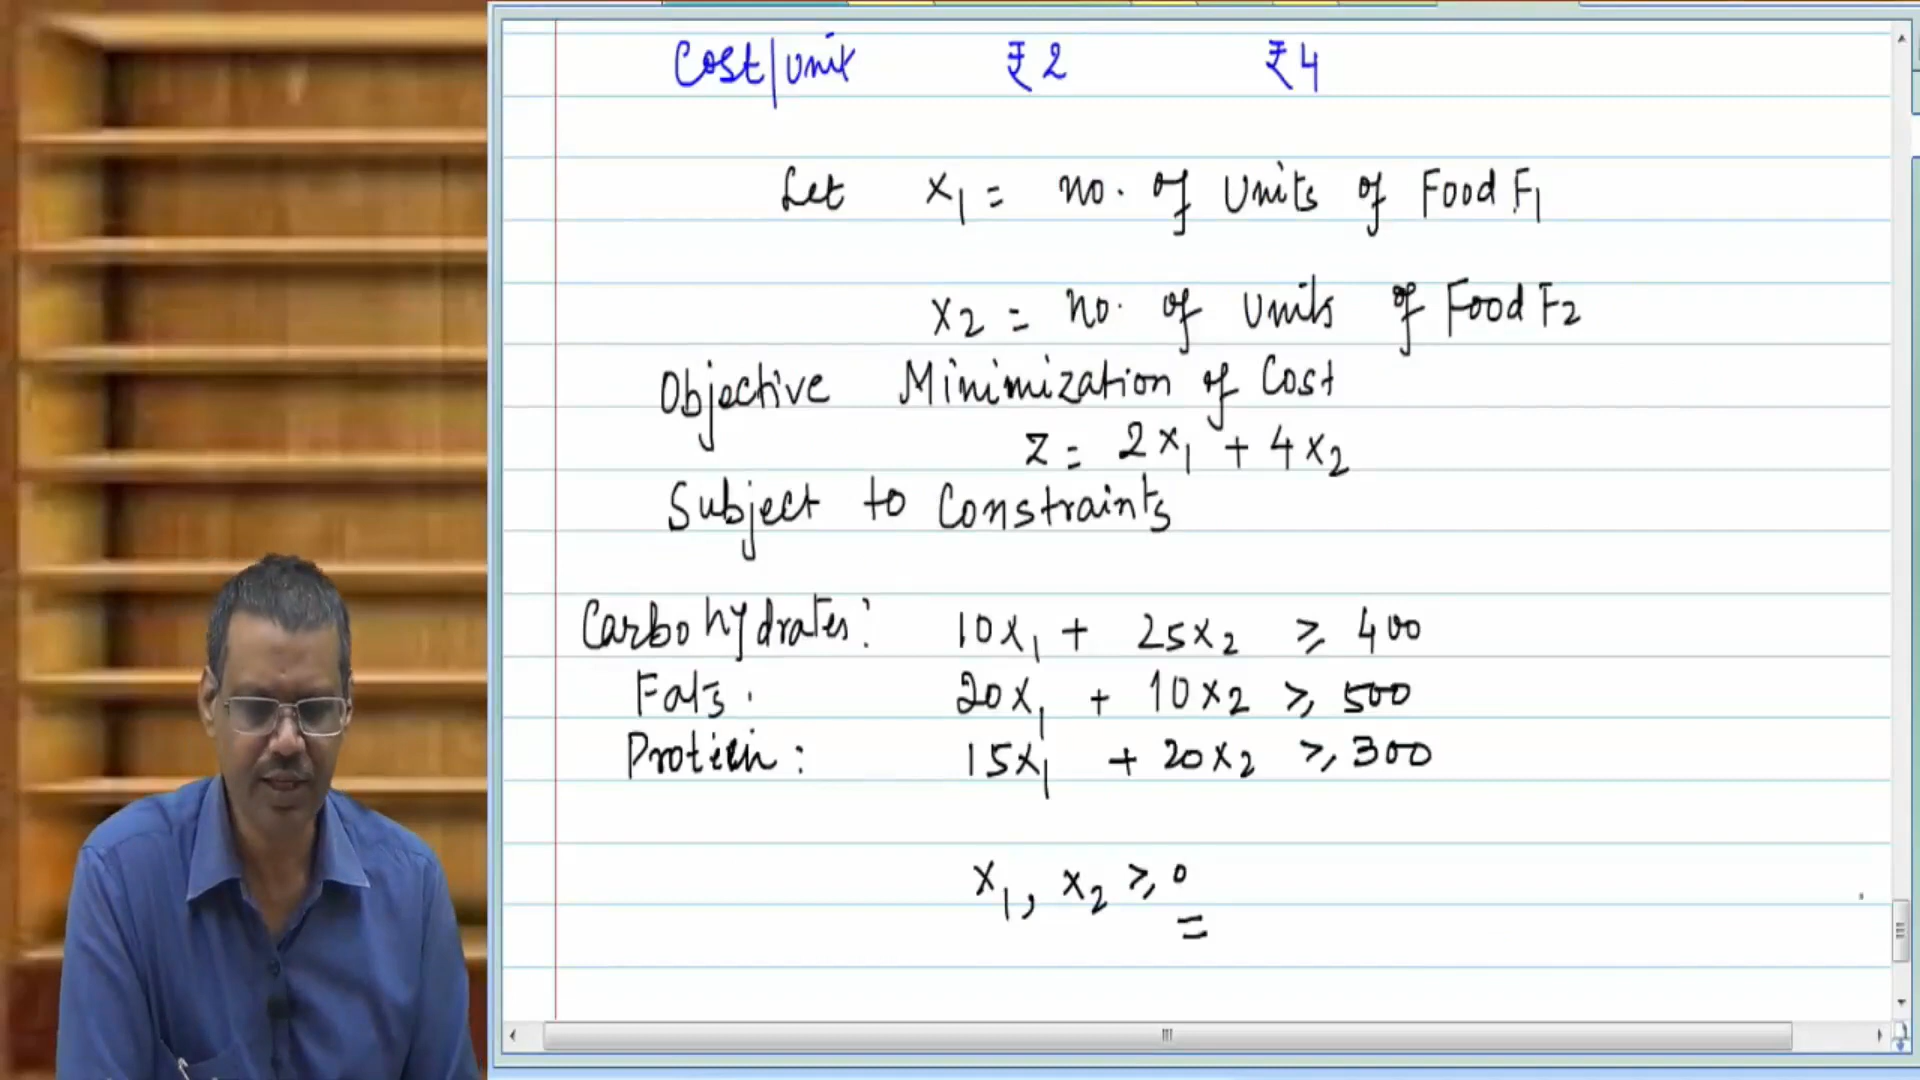 Cost/unit ₹2 ₹4
Let x₁ = no. of Units of Food F₁
x₂ = no. of Units of Food F₂
Objective Minimization of Cost
Z = 2x₁ + 4x₂
Subject to Constraints
Carbohydrates: 10x₁ + 25x₂ ≥ 400
Fats. 20x₁ + 10x₂ ≥ 500
Protein: 15x₁ + 20x₂ ≥ 300
x₁, x₂ ≥ 0